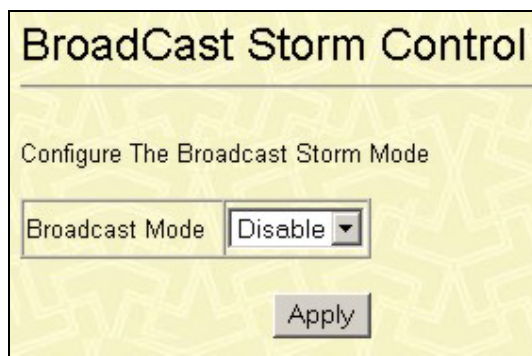 BroadCast Storm Control
Configure The Broadcast Storm Mode
Broadcast Mode Disable
Apply